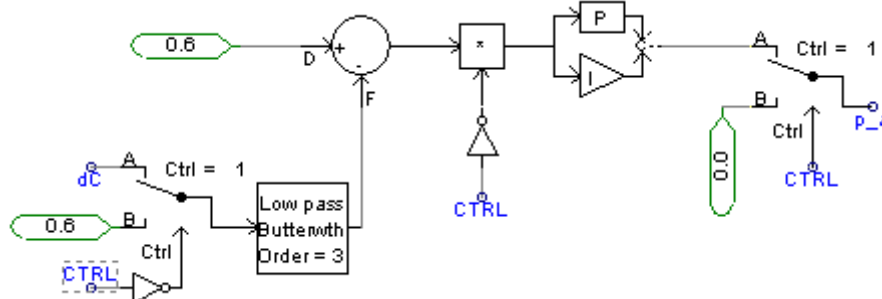 P
0.6
D
+
-
*
I
A
Ctrl = 1
B
Ctrl
0.0
CTRL
F
A
Ctrl = 1
dC
B
0.6
Ctrl
CTRL
Low pass
Butterwth
Order = 3
CTRL